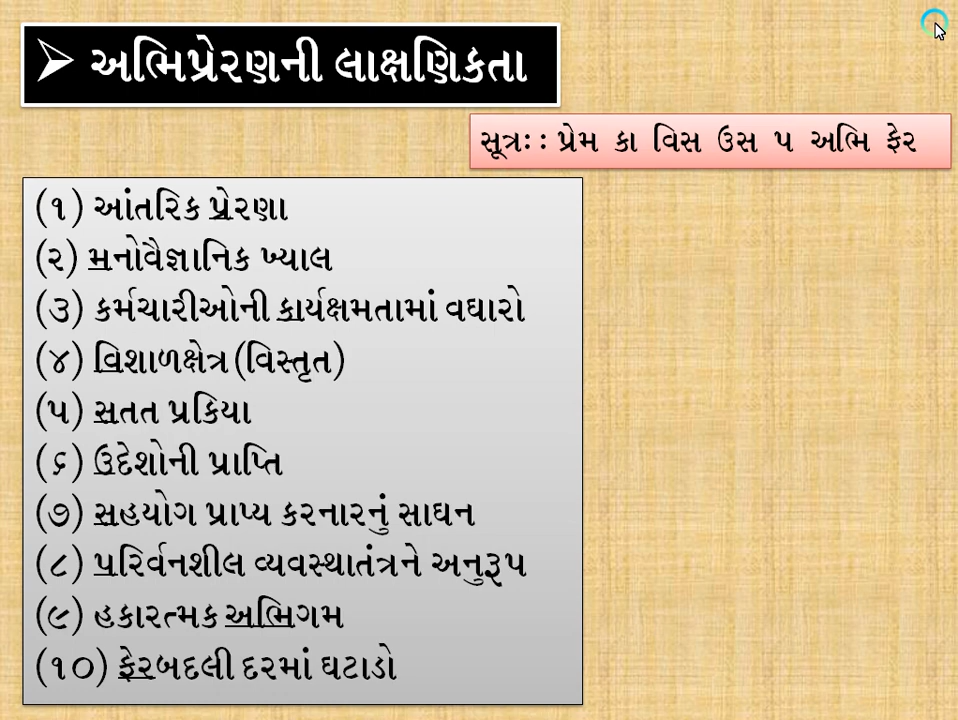 ➤ અભિપ્રેરણની લાક્ષણિકતા
સૂત્રઃ: પ્રેમ કા વિસ ઉસ પ અભિ ફેર
(૧) આંતરિક પ્રેરણા
(૨) મનોવૈજ્ઞાનિક ખ્યાલ
(૩) કર્મચારીઓની કાર્યક્ષમતામાં વધારો
(૪) વિશાળક્ષેત્ર (વિસ્તૃત)
(૫) સતત પ્રકિયા
(૬) ઉદેશોની પ્રાપ્તિ
(૭) સહયોગ પ્રાપ્ય કરનારનું સાધન
(૮) પરિર્વનશીલ વ્યવસ્થાતંત્રને અનુરૂપ
(૯) હકારત્મક અભિગમ
(૧૦) ફેરબદલી દરમાં ઘટાડો